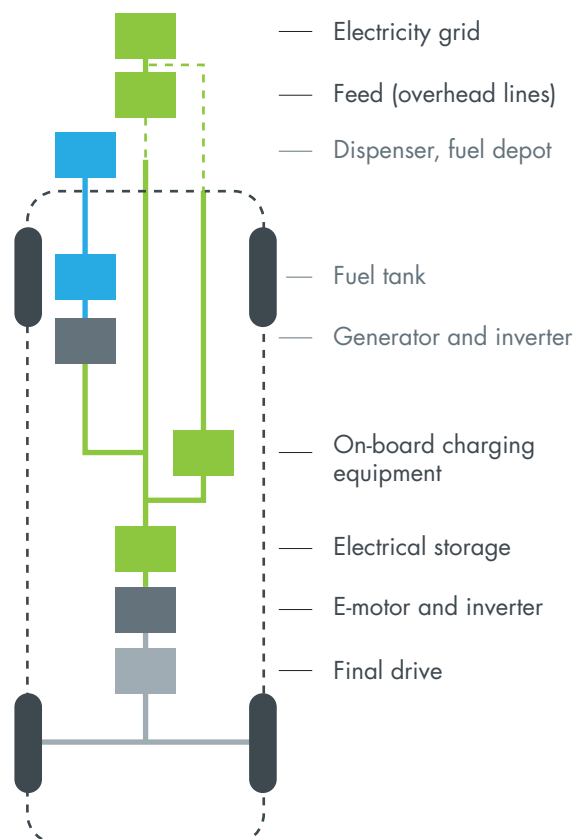 Electricity grid
Feed (overhead lines)
Dispenser, fuel depot
Fuel tank
Generator and inverter
On-board charging
equipment
Electrical storage
E-motor and inverter
Final drive